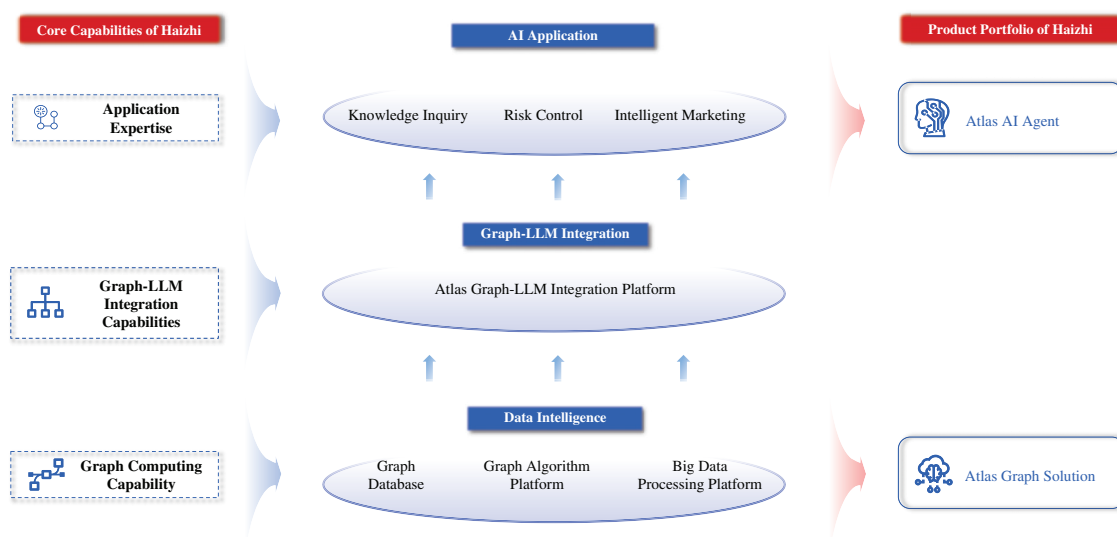 Core Capabilities of Haizhi
AI Application
Product Portfolio of Haizhi
Application
Expertise
Knowledge Inquiry
Risk Control
Intelligent Marketing
Atlas AI Agent
Graph-LLM Integration
Graph-LLM
Integration
Capabilities
Atlas Graph-LLM Integration Platform
Data Intelligence
Graph Computing
Capability
Graph
Database
Graph Algorithm
Platform
Big Data
Processing Platform
Atlas Graph Solution